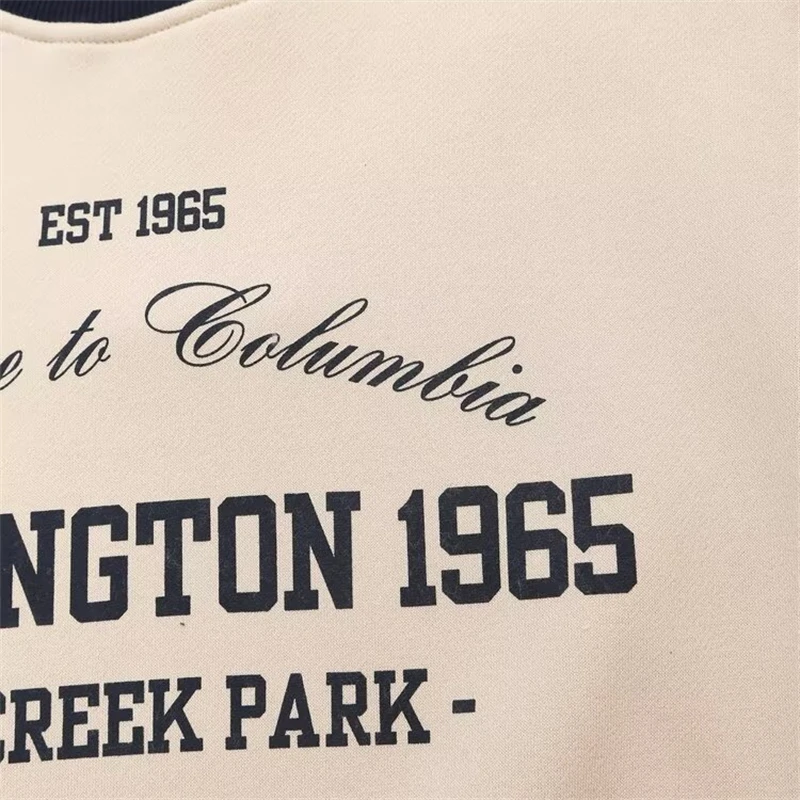 EST 1965
e to Columbia
NGTON 1965
CREEK PARK -